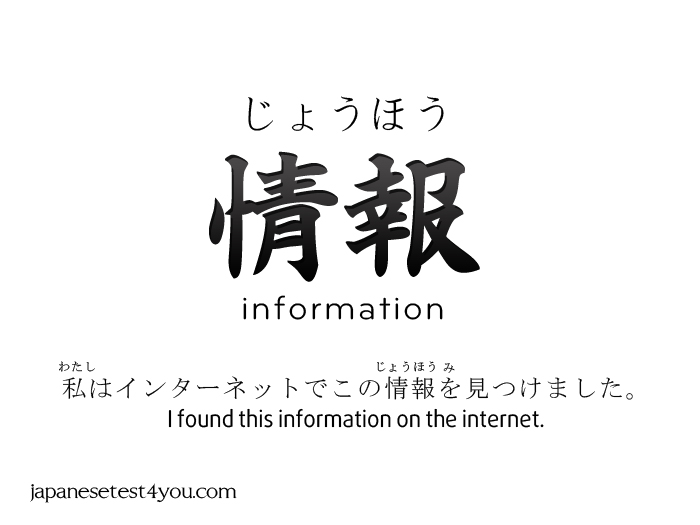 じょうほう
情報
information
わたし じょうほう み
私はインターネットでこの情報を見つけました。
I found this information on the internet.
japanesetest4you.com